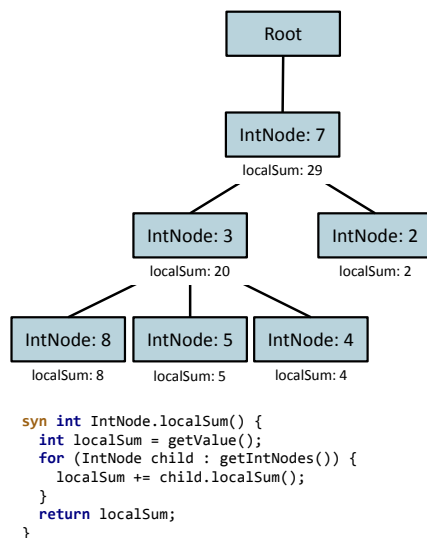 Root
IntNode: 7
localSum: 29
IntNode: 3
IntNode: 2
localSum: 20
localSum: 2
IntNode: 8
IntNode: 5
IntNode: 4
localSum: 8
localSum: 5
localSum: 4
syn int IntNode.localSum() {
  int localSum = getValue();
  for (IntNode child : getIntNodes()) {
    localSum += child.localSum();
  }
  return localSum;
}